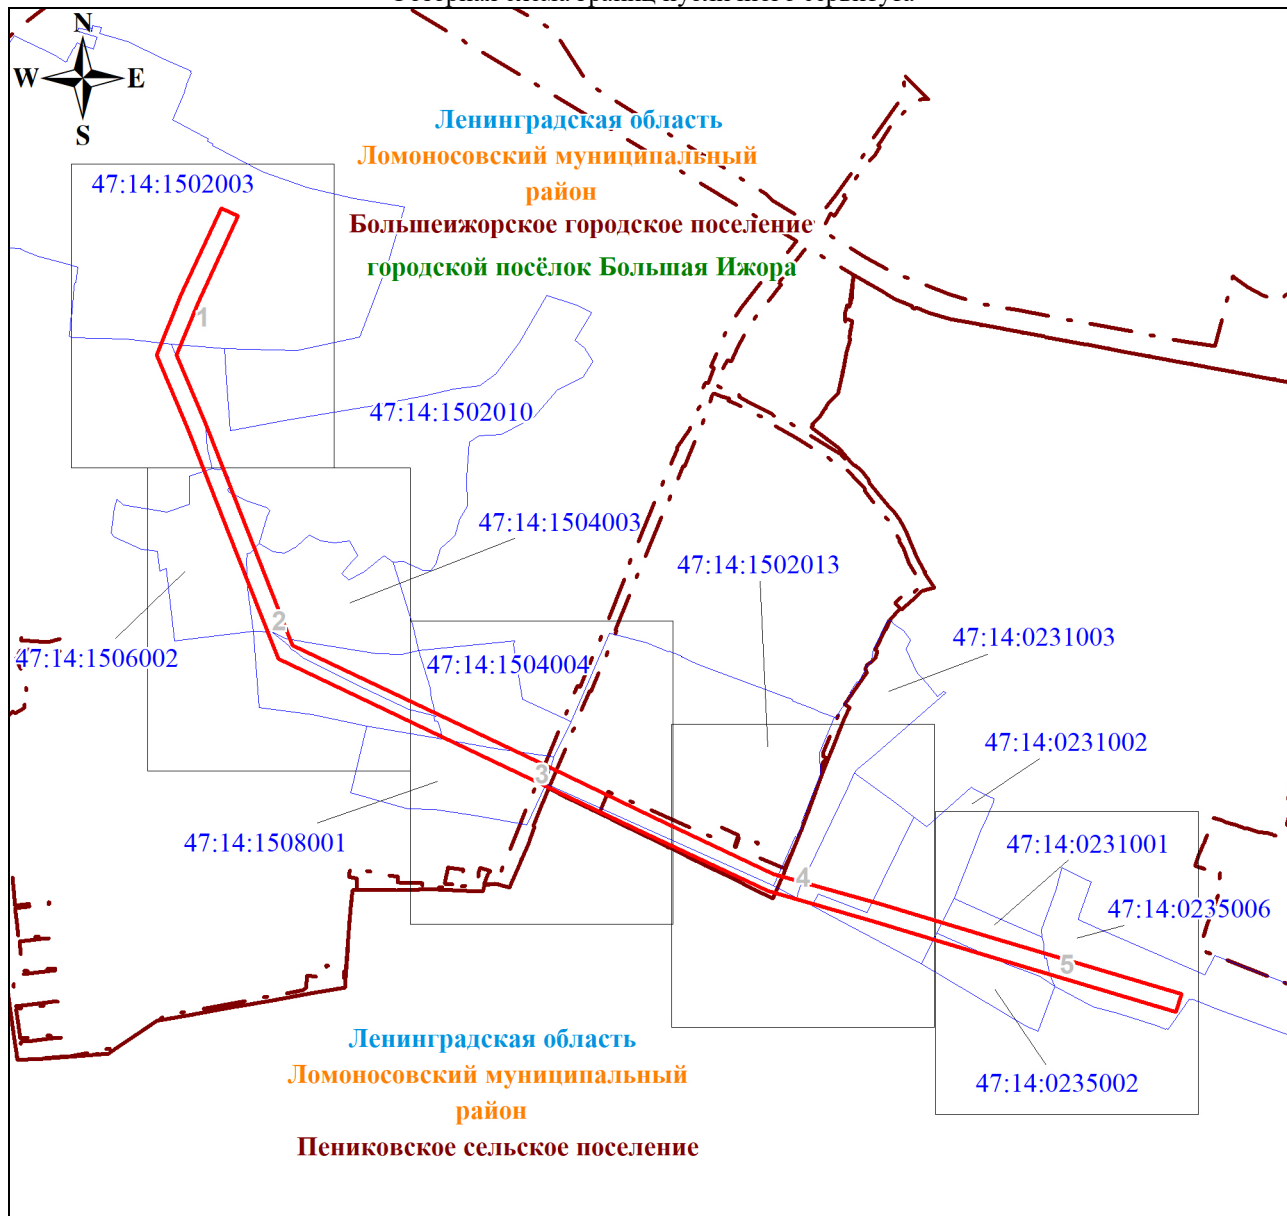 N
W
E
S
Ленинградская область
Ломоносовский муниципальный
район
Большеижорское городское поселение
городской посёлок Большая Ижора
47:14:1502003
1
47:14:1502010
47:14:1504003
47:14:1502013
2
47:14:1506002
47:14:1504004
47:14:0231003
47:14:0231002
3
47:14:1508001
47:14:0231001
4
47:14:0235006
5
47:14:0235002
Ленинградская область
Ломоносовский муниципальный
район
Пениковское сельское поселение